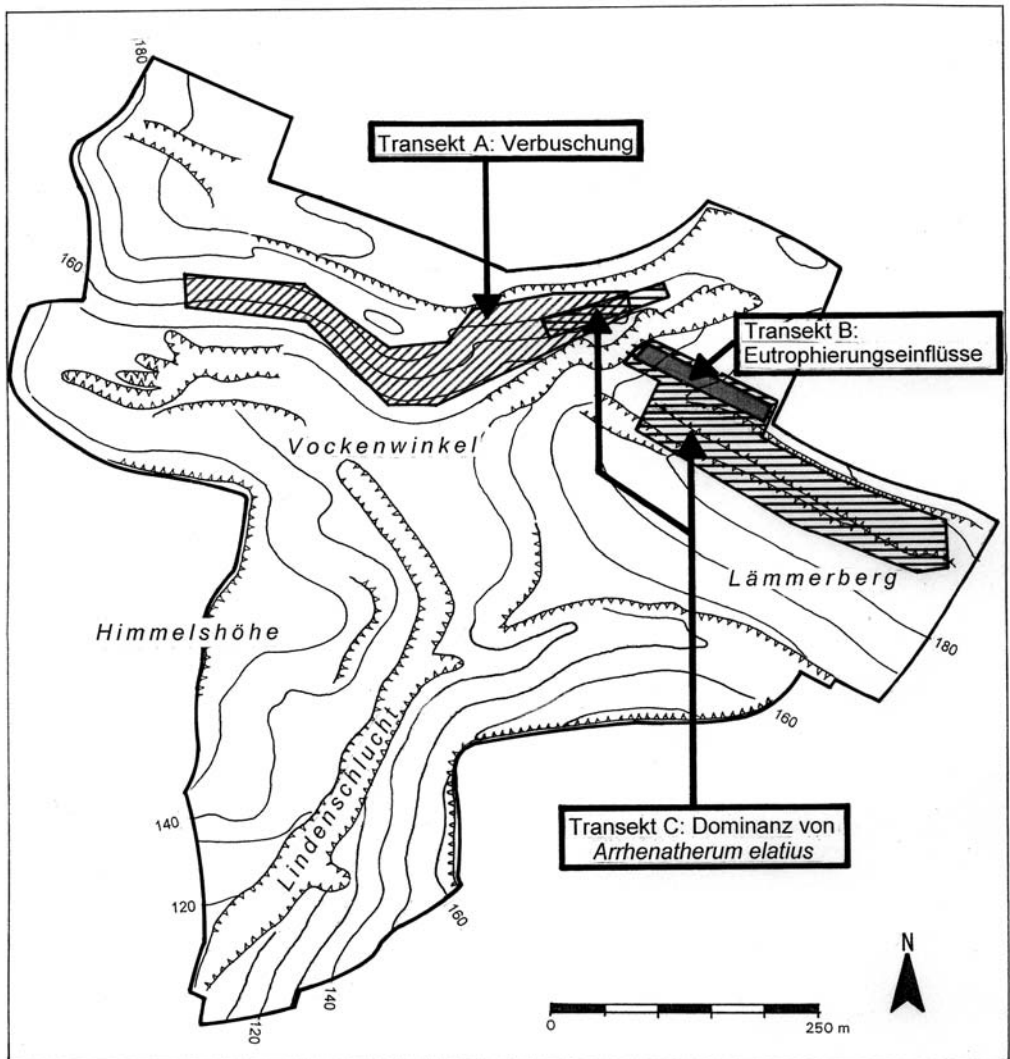 180
Transekt A: Verbuschung
160
Transekt B:
Eutrophierungseinflüsse
Vockenwinkel
Lämmerberg
Himmelshöhe
180
160
Lindenschlucht
140
Transekt C: Dominanz von
Arrhenatherum elatius
120
160
N
140
120
0
250 m